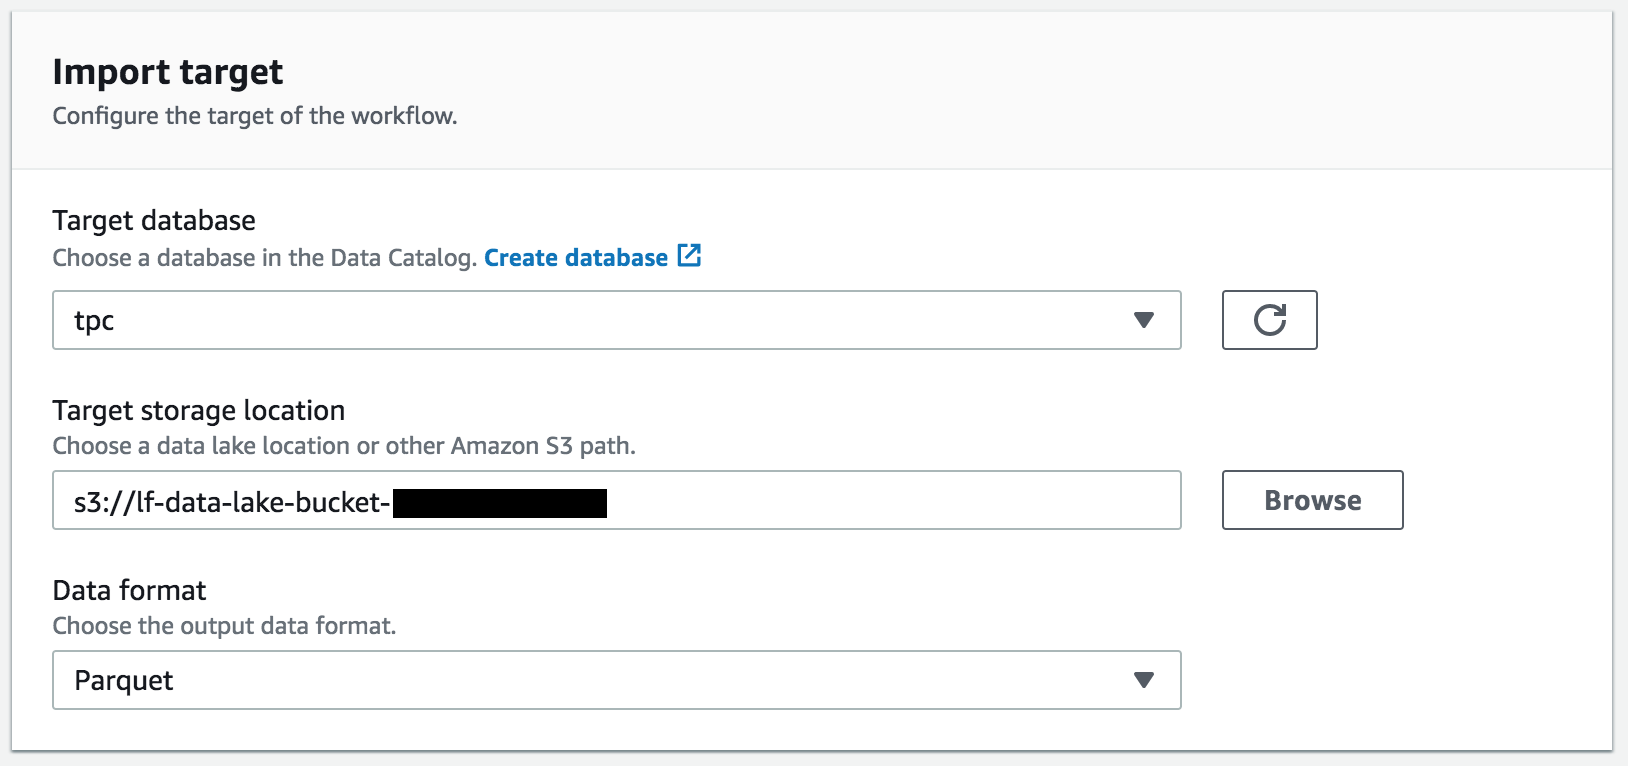 Import target
Configure the target of the workflow.
Target database
Choose a database in the Data Catalog. Create database
tpc
Target storage location
Choose a data lake location or other Amazon S3 path.
s3://lf-data-lake-bucket-
Browse
Data format
Choose the output data format.
Parquet